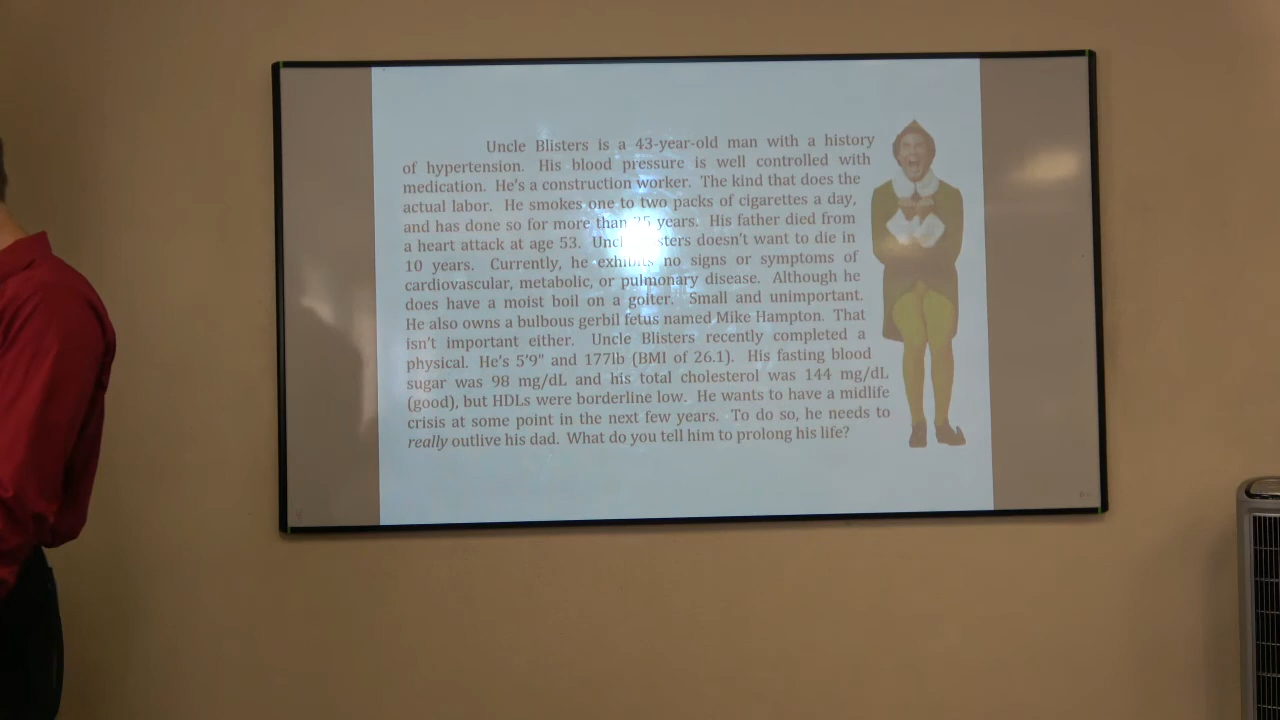 Uncle Blisters is a 43-year-old man with a history
of hypertension. His blood pressure is well controlled with
medication. He's a construction worker. The kind that does the
actual labor. He smokes one to two packs of cigarettes a day,
and has done so for more than 25 years. His father died from
a heart attack at age 53. Uncle Blisters doesn't want to die in
10 years. Currently, he exhibits no signs or symptoms of
cardiovascular, metabolic, or pulmonary disease. Although he
does have a moist boil on a goiter. Small and unimportant.
He also owns a bulbous gerbil fetus named Mike Hampton. That
isn't important either. Uncle Blisters recently completed a
physical. He's 5'9" and 177lb (BMI of 26.1). His fasting blood
sugar was 98 mg/dL and his total cholesterol was 144 mg/dL
(good), but HDLs were borderline low. He wants to have a midlife
crisis at some point in the next few years. To do so, he needs to
really outlive his dad. What do you tell him to prolong his life?